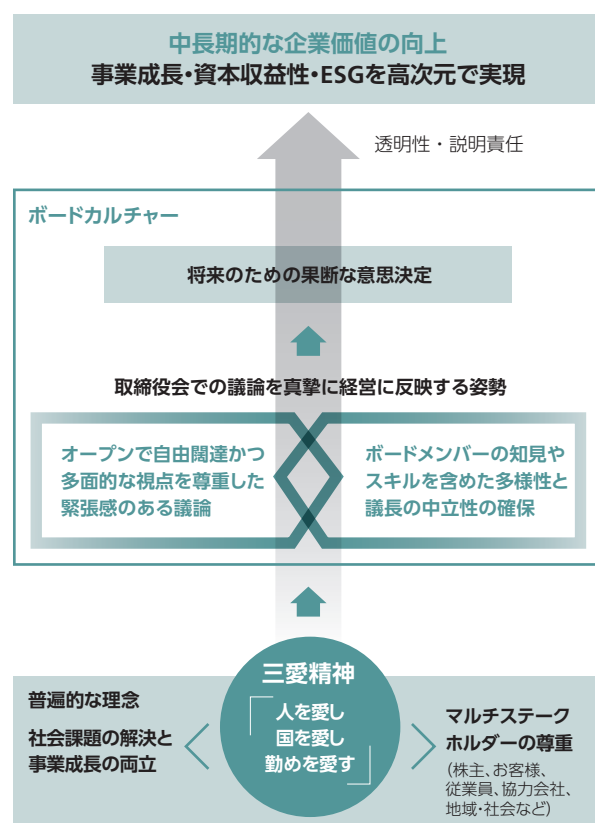 中長期的な企業価値の向上
事業成長・資本収益性・ESGを高次元で実現
透明性・説明責任
ボードカルチャー
将来のための果断な意思決定
取締役会での議論を真摯に経営に反映する姿勢
オープンで自由闊達かつ
多面的な視点を尊重した
緊張感のある議論
ボードメンバーの知見や
スキルを含めた多様性と
議長の中立性の確保
三愛精神
「人を愛し
国を愛し
勤めを愛す」
普遍的な理念
社会課題の解決と
事業成長の両立
マルチステーク
ホルダーの尊重
(株主、お客様、
従業員、協力会社、
地域・社会など)